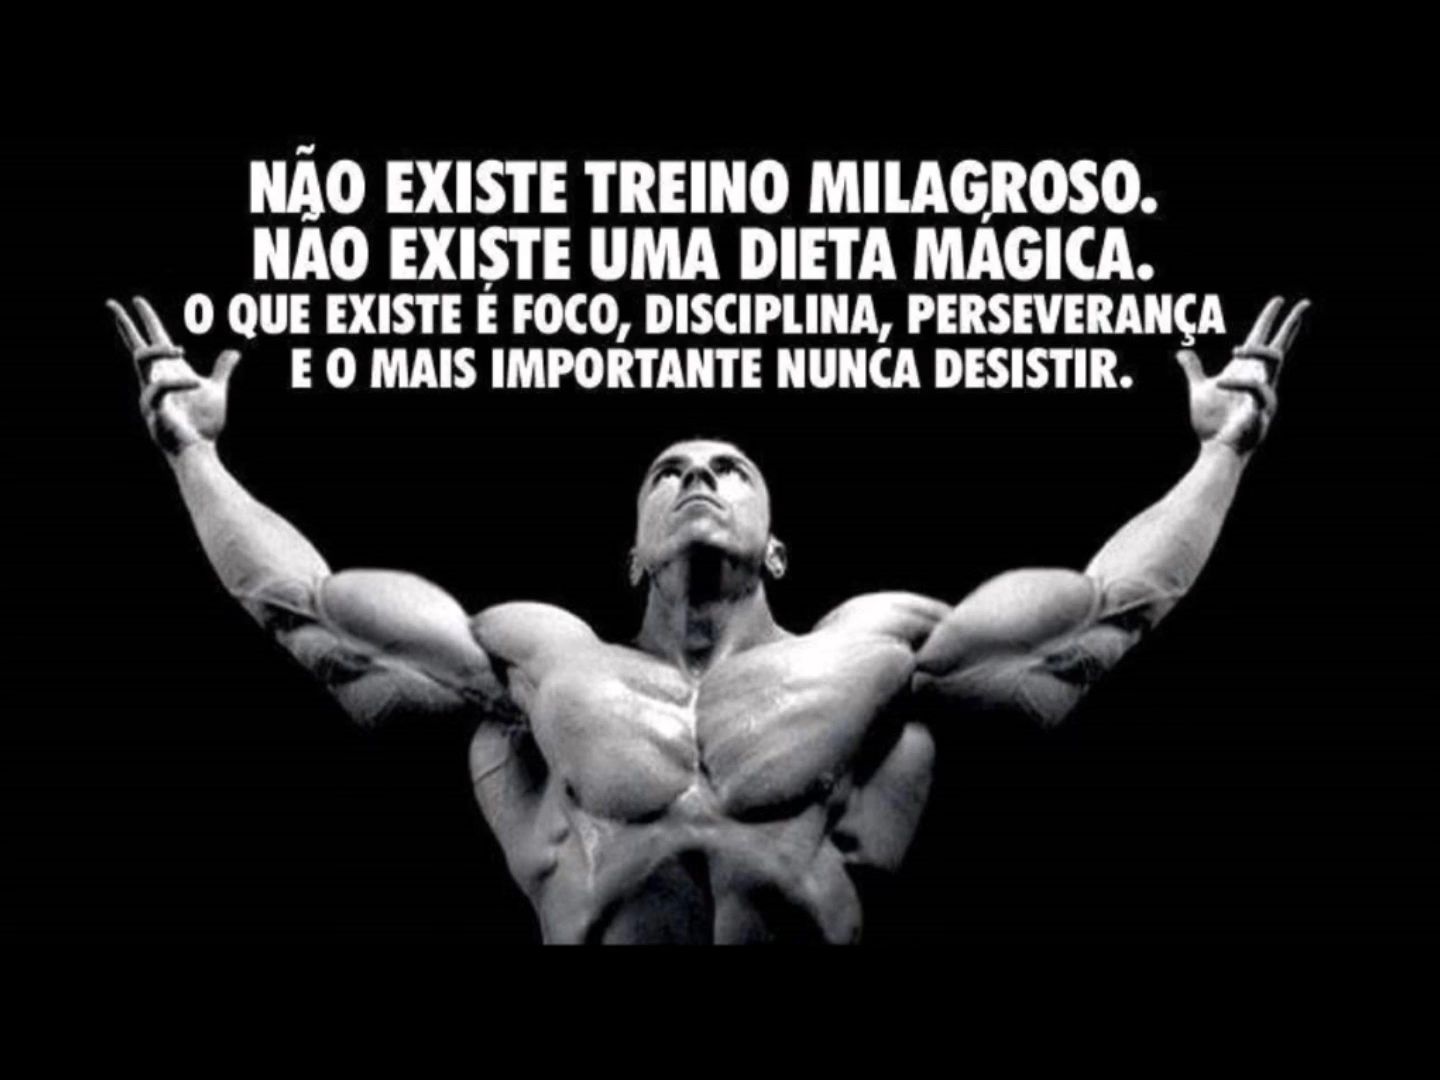 NÃO EXISTE TREINO MILAGROSO.
NÃO EXISTE UMA DIETA MÁGICA.
O QUE EXISTE É FOCO, DISCIPLINA, PERSEVERANÇA
E O MAIS IMPORTANTE NUNCA DESISTIR.